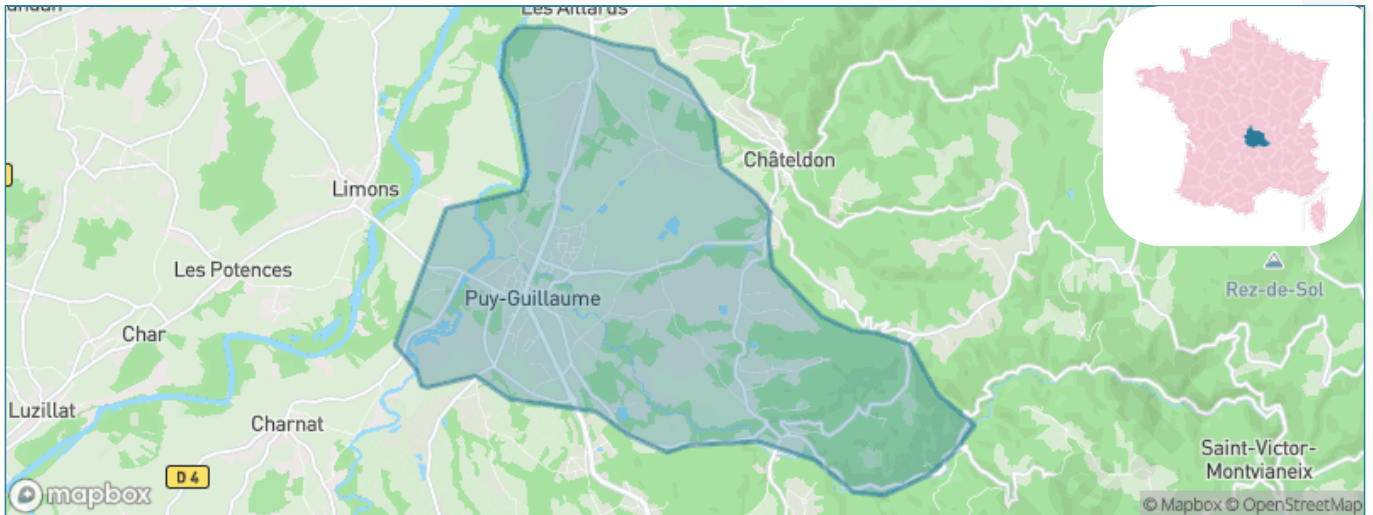 Les Aillards
Châteldon
Limons
Les Potences
Rez-de-Sol
Puy-Guillaume
Char
Luzillat
Charnat
Saint-Victor-
Montvianeix
D 4
mapbox
© Mapbox © OpenStreetMap